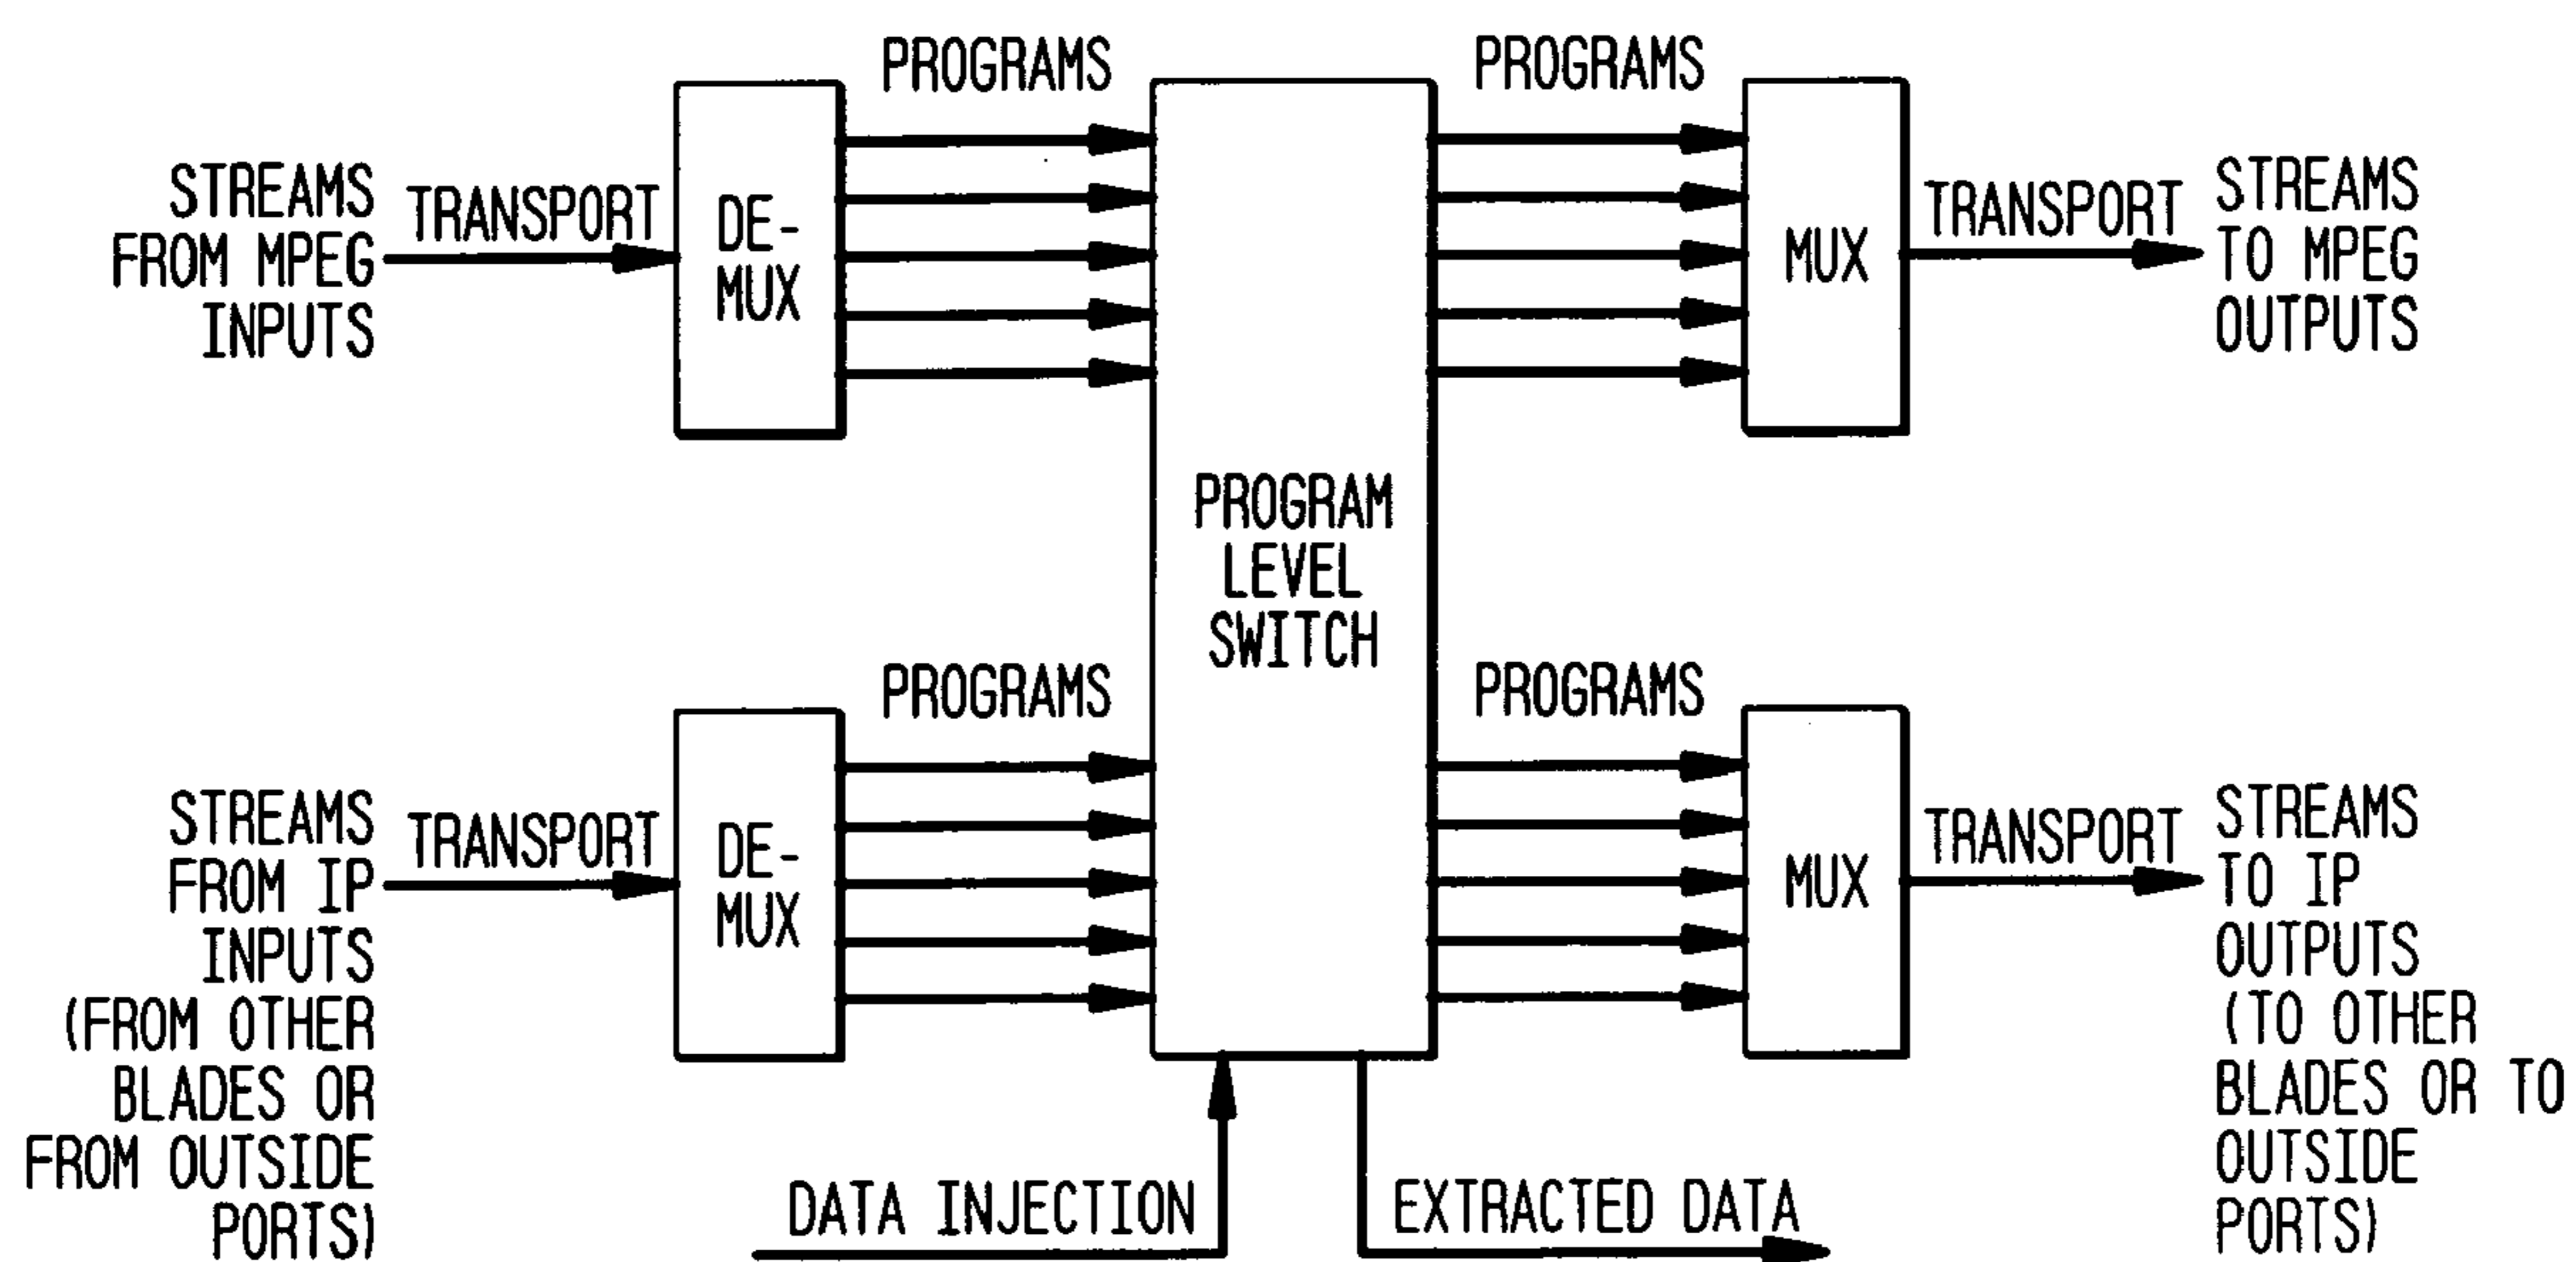 PROGRAMS
PROGRAMS
STREAMS
FROM MPEG
INPUTS
TRANSPORT
DE-
MUX
MUX
TRANSPORT
STREAMS
TO MPEG
OUTPUTS
PROGRAM
LEVEL
SWITCH
PROGRAMS
PROGRAMS
STREAMS
FROM IP
INPUTS
(FROM OTHER
BLADES OR
FROM OUTSIDE
PORTS)
TRANSPORT
DE-
MUX
MUX
TRANSPORT
STREAMS
TO IP
OUTPUTS
(TO OTHER
BLADES OR TO
OUTSIDE
PORTS)
DATA INJECTION
EXTRACTED DATA